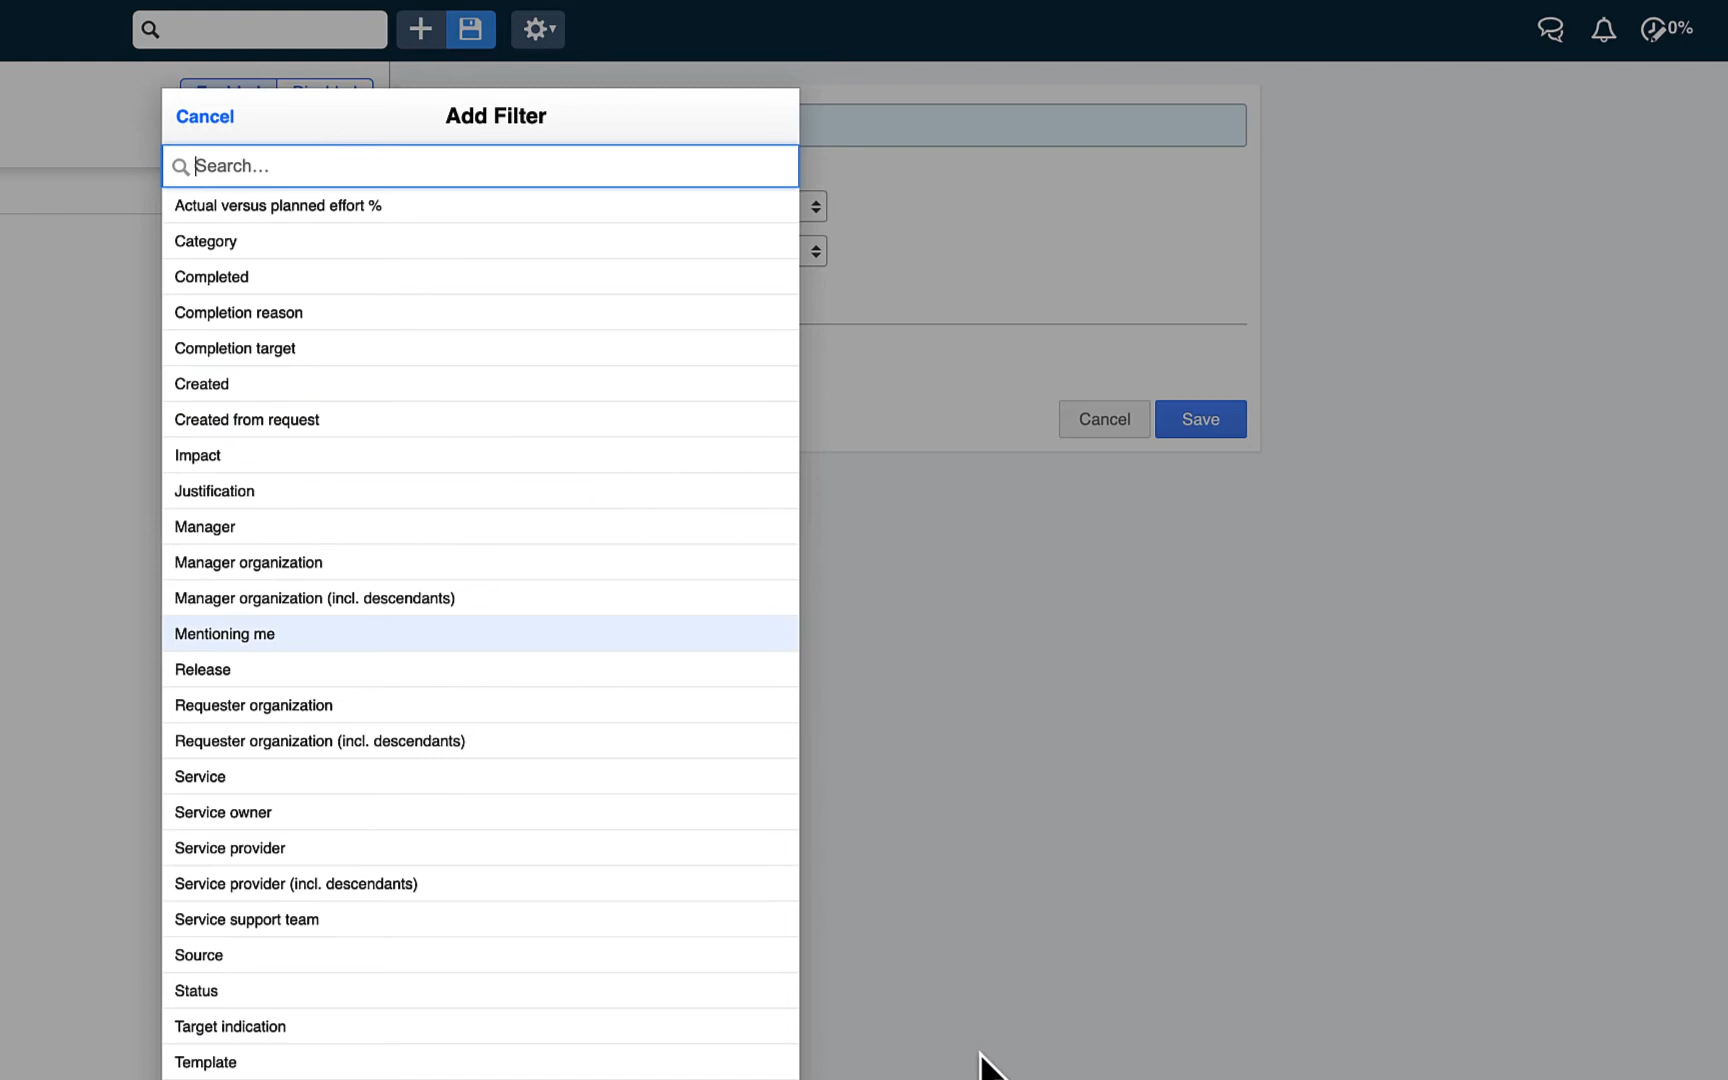 0%
Cancel
Add Filter
Search...
Actual versus planned effort %
Category
Completed
Completion reason
Completion target
Created
Created from request
Impact
Justification
Manager
Manager organization
Manager organization (incl. descendants)
Mentioning me
Release
Requester organization
Requester organization (incl. descendants)
Service
Service owner
Service provider
Service provider (incl. descendants)
Service support team
Source
Status
Target indication
Template
Cancel
Save